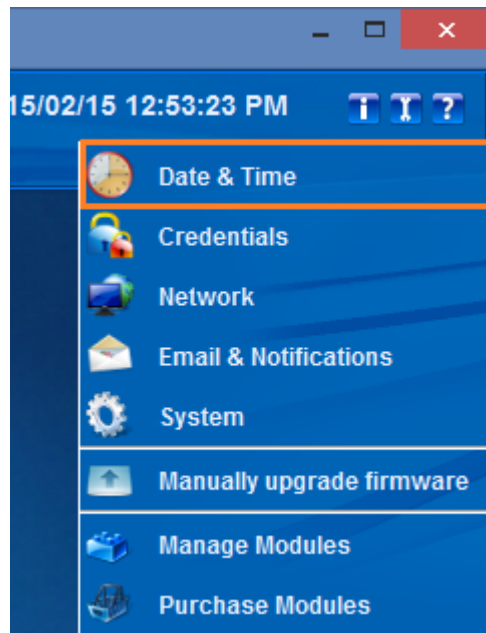 15/02/15 12:53:23 PM
Date & Time
Credentials
Network
Email & Notifications
System
Manually upgrade firmware
Manage Modules
Purchase Modules